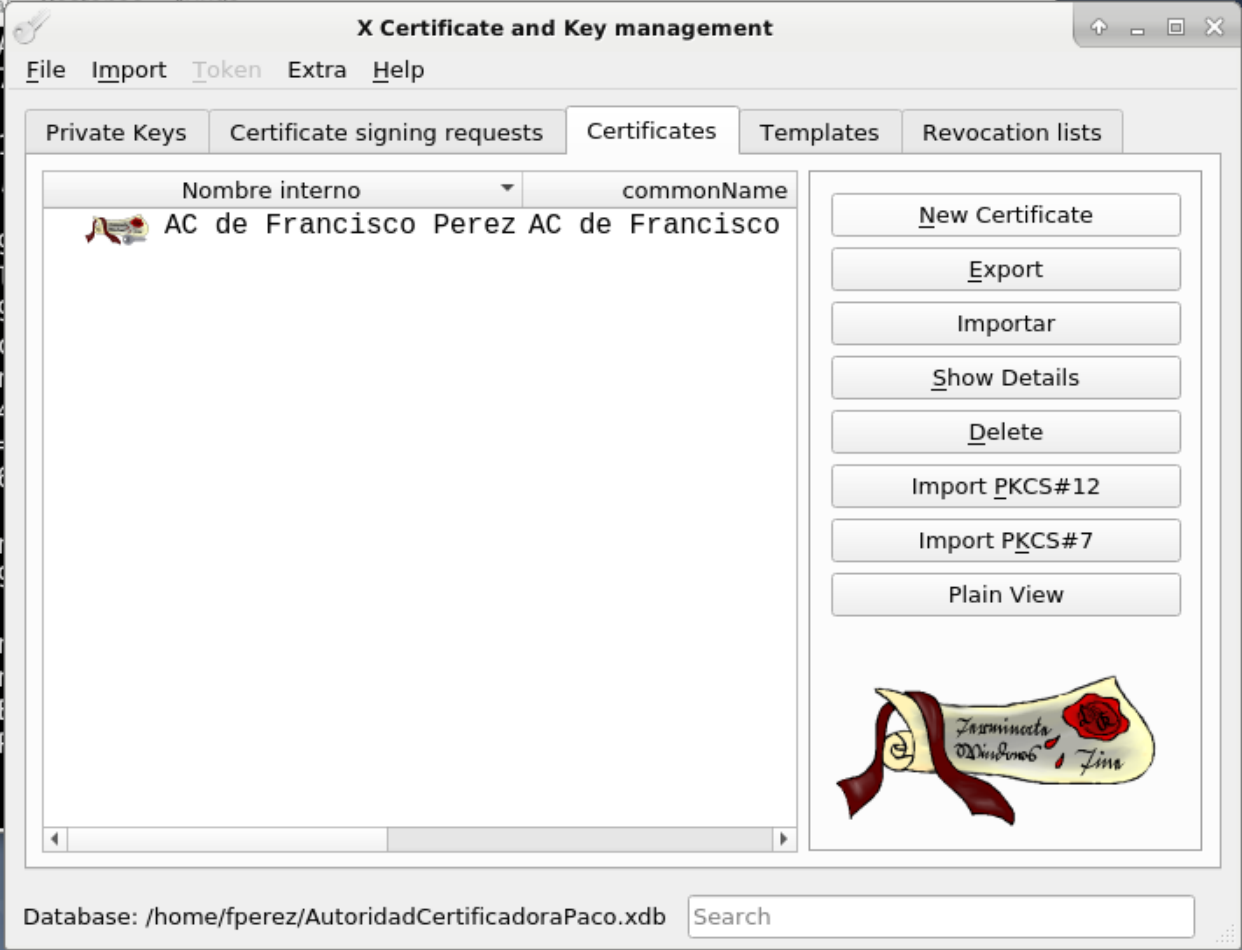 X Certificate and Key management
File Import Token Extra Help
Private Keys Certificate signing requests Certificates Templates Revocation lists
Nombre interno commonName
AC de Francisco Perez AC de Francisco
New Certificate
Export
Importar
Show Details
Delete
Import PKCS#12
Import PKCS#7
Plain View
Windows
Database: /home/fperez/AutoridadCertificadoraPaco.xdb Search